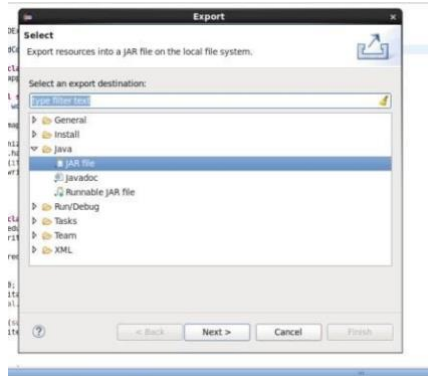 Export
Select
Export resources into a JAR file on the local file system.
Select an export destination:
type filter text
General
Install
Java
JAR file
Javadoc
Runnable JAR file
Run/Debug
Tasks
Team
XML
< Back
Next >
Cancel
Finish